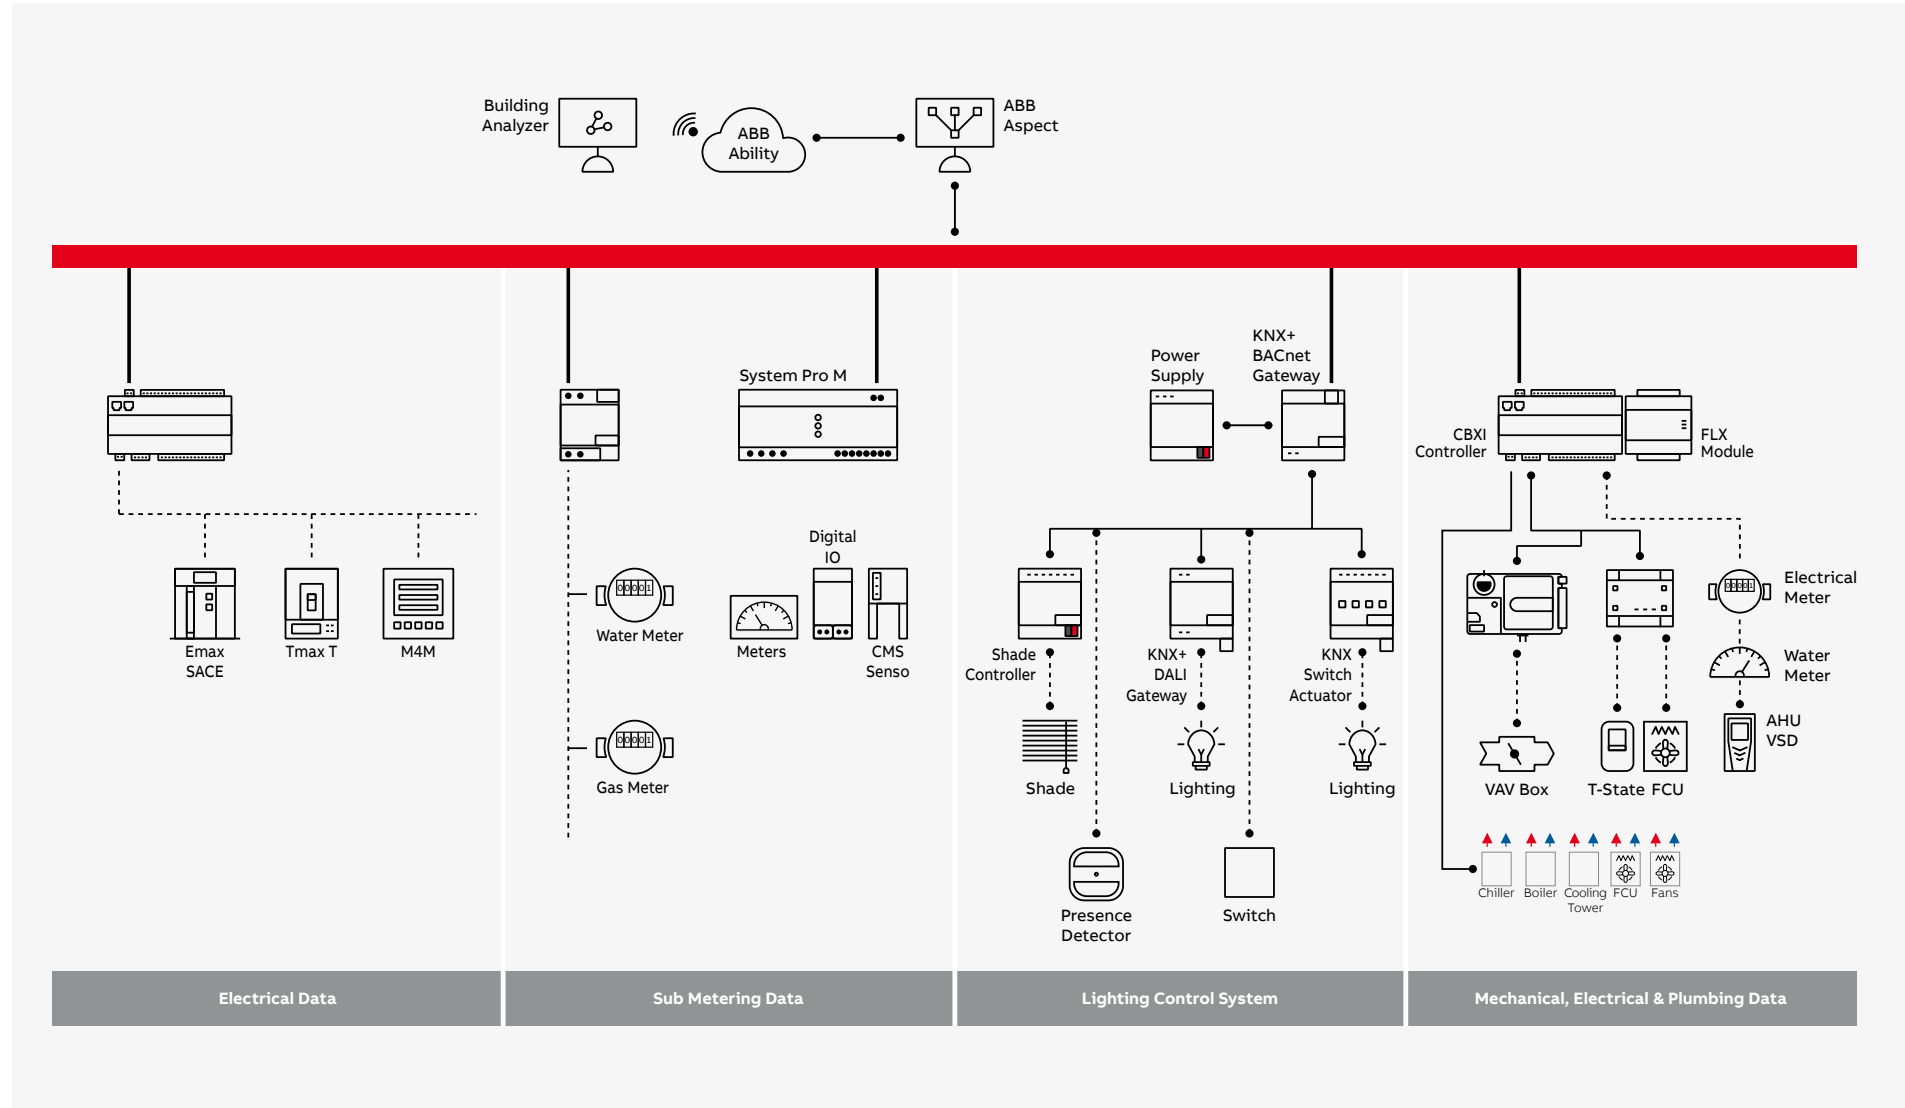 Building
Analyzer
ABB
Ability
ABB
Aspect
System Pro M
Power
Supply
KNX+
BACnet
Gateway
CBXI
Controller
FLX
Module
Emax
SACE
Tmax T
M4M
00001
Water Meter
00001
Gas Meter
Meters
Digital
IO
CMS
Senso
Shade
Controller
KNX+
DALI
Gateway
KNX
Switch
Actuator
Shade
Lighting
Lighting
Presence
Detector
Switch
00001
Electrical
Meter
Water
Meter
AHU
VSD
VAV Box
T-State FCU
Chiller
Boiler
Cooling
Tower
FCU
Fans
Electrical Data
Sub Metering Data
Lighting Control System
Mechanical, Electrical & Plumbing Data